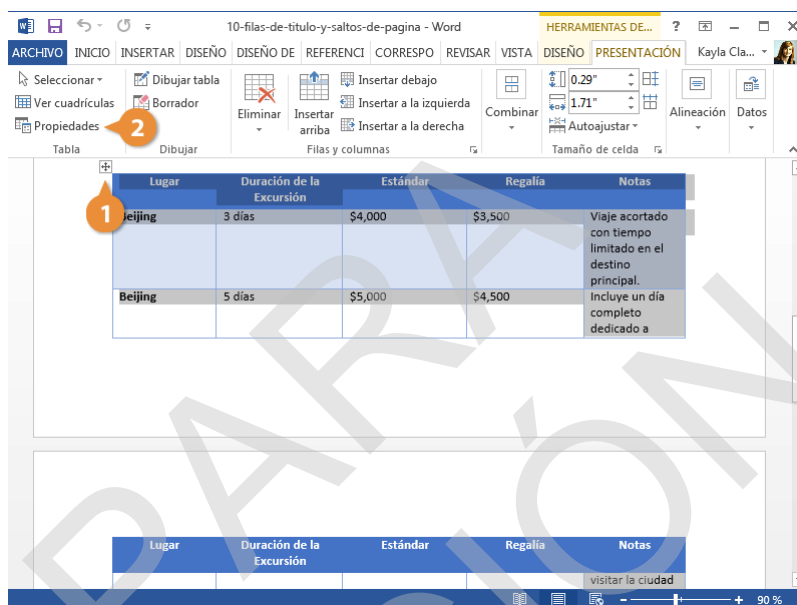 10-filas-de-titulo-y-saltos-de-pagina - Word
HERRAMIENTAS DE...
?
ARCHIVO INICIO INSERTAR DISEÑO DISEÑO DE REFERENCI CORRESPO REVISAR VISTA DISEÑO PRESENTACIÓN Kayla Cla...
Seleccionar
Ver cuadrículas
Propiedades
Tabla
Dibujar tabla
Borrador
Dibujar
Eliminar
Insertar
arriba
Insertar debajo
Insertar a la izquierda
Insertar a la derecha
Filas y columnas
Combinar
0.29"
1.71"
Autoajustar
Tamaño de celda
Alineación
Datos
2
1
Lugar Duración de la Excursión Estándar Regalía Notas
Beijing 3 días $4,000 $3,500 Viaje acortado
con tiempo
limitado en el
destino
principal.
Beijing 5 días $5,000 $4,500 Incluye un día
completo
dedicado a
Lugar Duración de la Excursión Estándar Regalía Notas
visitar la ciudad
90 %